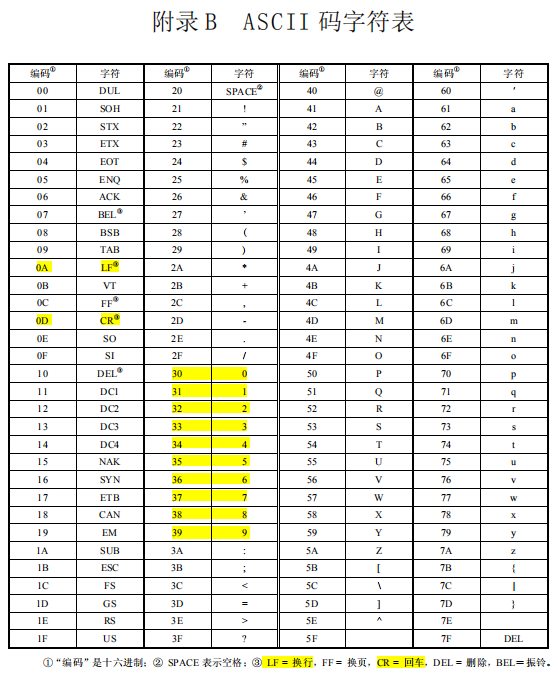 附录 B ASCII 码字符表
编码① 字符 编码① 字符 编码① 字符 编码① 字符
00 DUL 20 SPACE② 40 @ 60 ′
01 SOH 21 ! 41 A 61 a
02 STX 22 ” 42 B 62 b
03 ETX 23 # 43 C 63 c
04 EOT 24 $ 44 D 64 d
05 ENQ 25 % 45 E 65 e
06 ACK 26 & 46 F 66 f
07 BEL③ 27 ’ 47 G 67 g
08 BSB 28 ( 48 H 68 h
09 TAB 29 ) 49 I 69 i
0A LF③ 2A * 4A J 6A j
0B VT 2B + 4B K 6B k
0C FF③ 2C , 4C L 6C l
0D CR③ 2D - 4D M 6D m
0E SO 2E . 4E N 6E n
0F SI 2F / 4F O 6F o
10 DEL③ 30 0 50 P 70 p
11 DC1 31 1 51 Q 71 q
12 DC2 32 2 52 R 72 r
13 DC3 33 3 53 S 73 s
14 DC4 34 4 54 T 74 t
15 NAK 35 5 55 U 75 u
16 SYN 36 6 56 V 76 v
17 ETB 37 7 57 W 77 w
18 CAN 38 8 58 X 78 x
19 EM 39 9 59 Y 79 y
1A SUB 3A : 5A Z 7A z
1B ESC 3B ; 5B [ 7B {
1C FS 3C < 5C \ 7C |
1D GS 3D = 5D ] 7D }
1E RS 3E > 5E ^ 7E
1F US 3F ? 5F 7F DEL
①“编码”是十六进制；② SPACE 表示空格；③ LF = 换行，FF = 换页，CR = 回车，DEL = 删除，BEL=振铃。